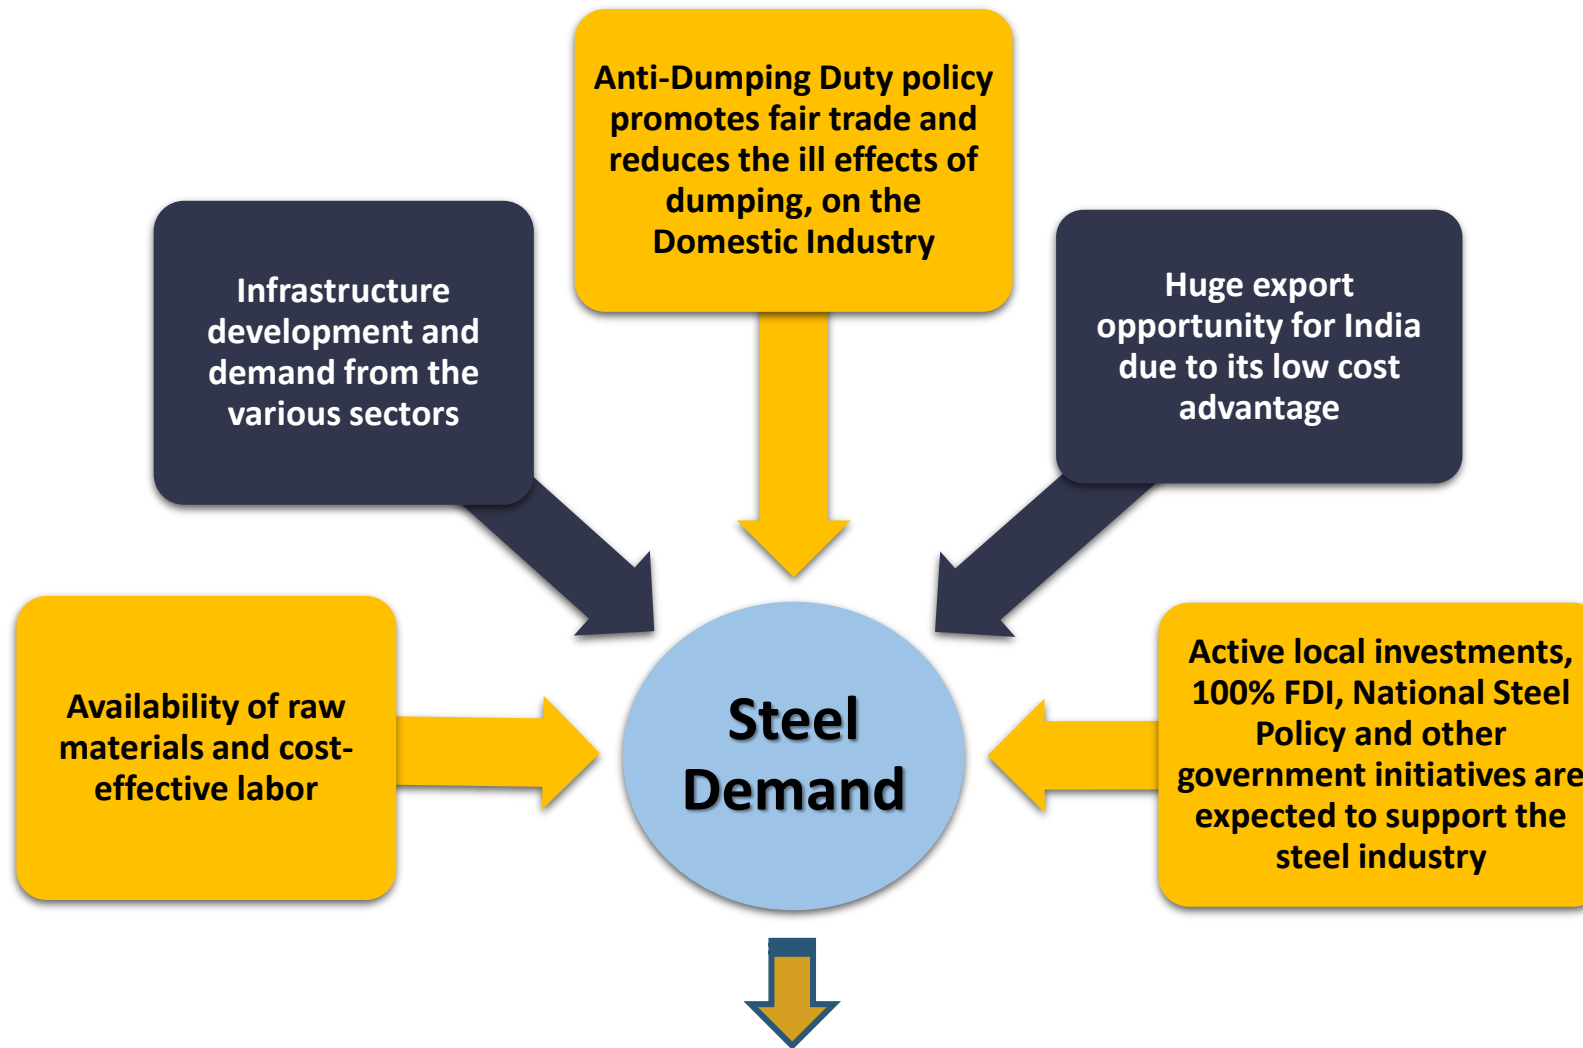 Anti-Dumping Duty policy
promotes fair trade and
reduces the ill effects of
dumping, on the
Domestic Industry
Infrastructure
development and
demand from the
various sectors
Huge export
opportunity for India
due to its low cost
advantage
Availability of raw
materials and cost-
effective labor
Steel
Demand
Active local investments,
100% FDI, National Steel
Policy and other
government initiatives are
expected to support the
steel industry